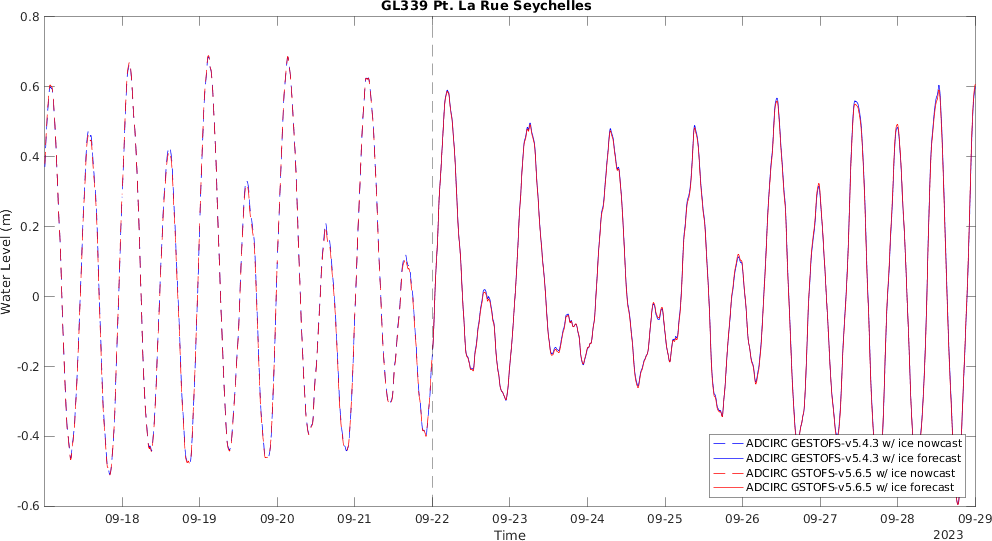 GL339 Pt. La Rue Seychelles
0.8
0.6
0.4
0.2
0
-0.2
-0.4
-0.6
Water Level (m)
ADCIRC GESTOFS-v5.4.3 w/ ice nowcast
ADCIRC GESTOFS-v5.4.3 w/ ice forecast
ADCIRC GSTOFS-v5.6.5 w/ ice nowcast
ADCIRC GSTOFS-v5.6.5 w/ ice forecast
09-18 09-19 09-20 09-21 09-22 09-23 09-24 09-25 09-26 09-27 09-28 09-29
Time
2023